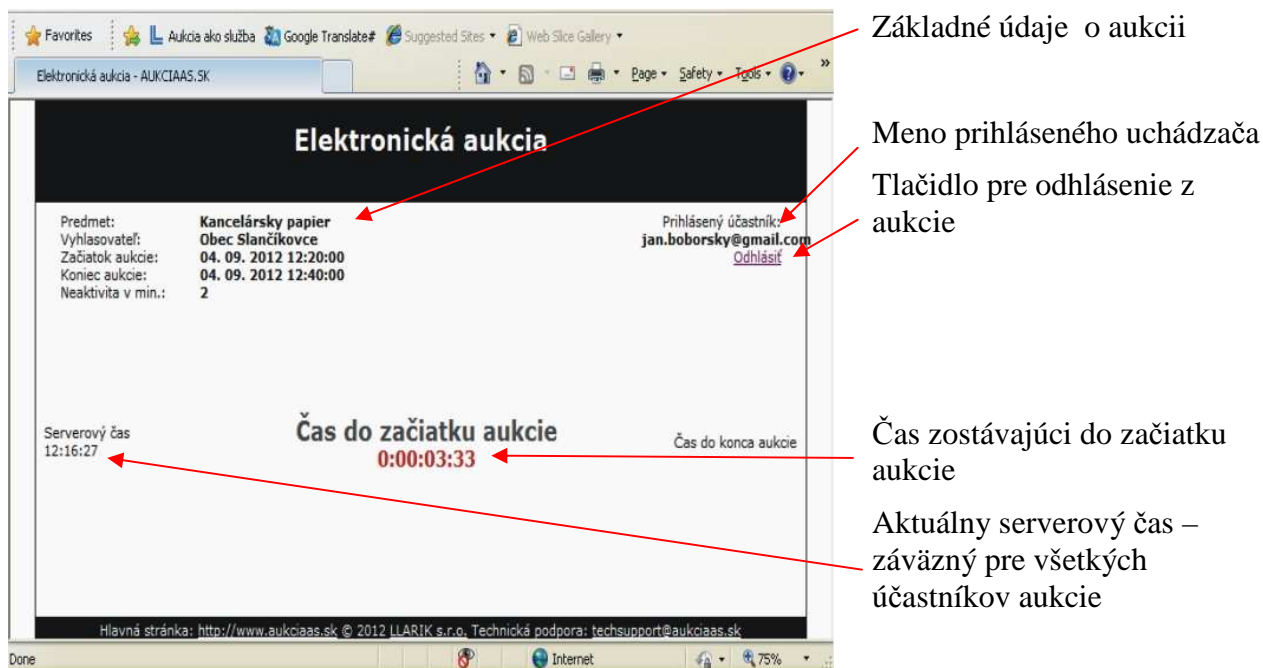 Favorites Aukcia ako služba Google Translate# Suggested Sites Web Slice Gallery
Elektronická aukcia - AUKCIAAS.SK Page Safety Tools »
Elektronická aukcia
Predmet: Kancelársky papier
Vyhlasovateľ: Obec Slančíkovce
Začiatok aukcie: 04. 09. 2012 12:20:00
Koniec aukcie: 04. 09. 2012 12:40:00
Neaktivita v min.: 2
Prihlásený účastník:
jan.boborsky@gmail.com
Odhlásiť
Serverový čas
12:16:27
Čas do začiatku aukcie
0:00:03:33
Čas do konca aukcie
Hlavná stránka: http://www.aukciaas.sk © 2012 LLARIK s.r.o. Technická podpora: techsupport@aukciaas.sk
Done Internet 75%
Základné údaje o aukcii
Meno prihláseného uchádzača
Tlačidlo pre odhlásenie z
aukcie
Čas zostávajúci do začiatku
aukcie
Aktuálny serverový čas –
záväzný pre všetkých
účastníkov aukcie